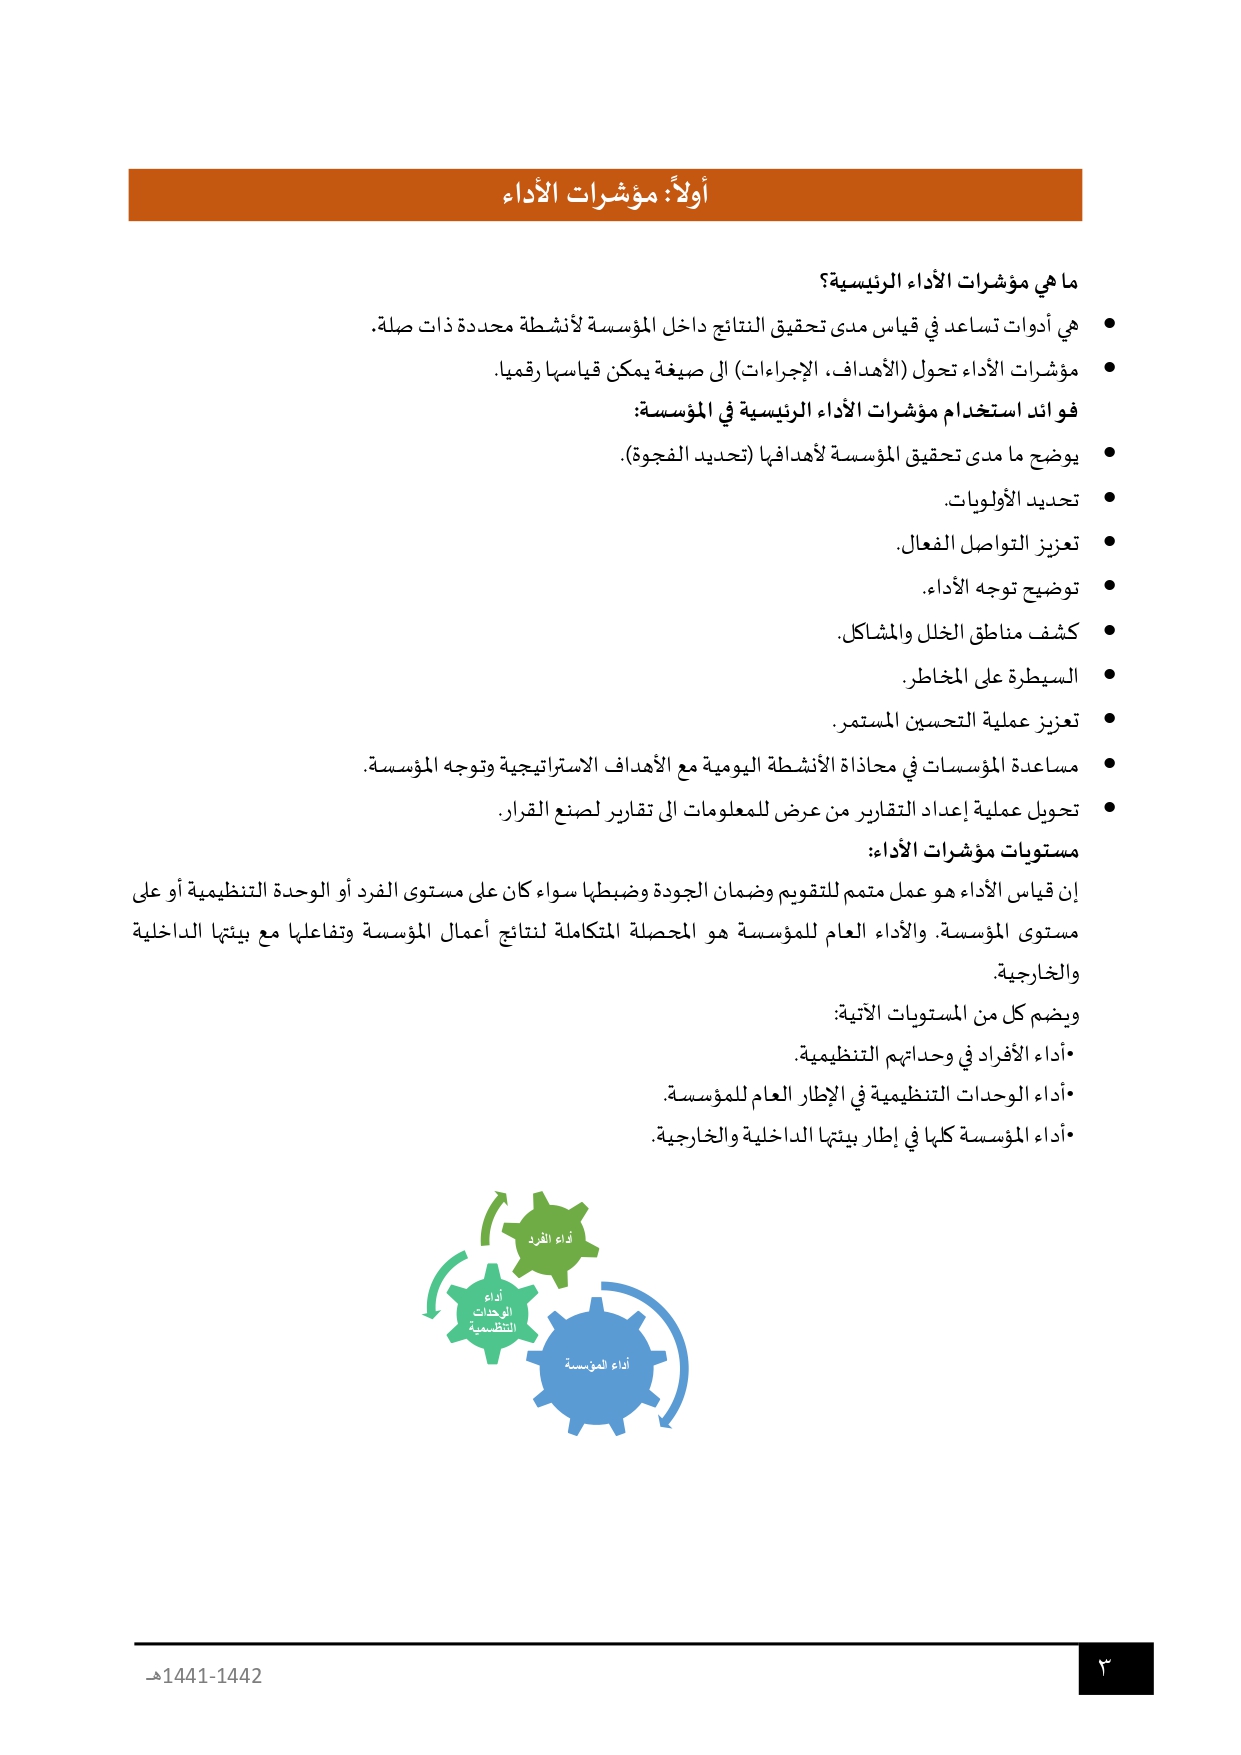 أولاً: مؤشرات الأداء
ما هي مؤشرات الأداء الرئيسية؟
• هي أدوات تساعد في قياس مدى تحقيق النتائج داخل المؤسسة لأنشطة محددة ذات صلة.
• مؤشرات الأداء تحول (الأهداف، الإجراءات) الى صيغة يمكن قياسها رقميا.
فوائد استخدام مؤشرات الأداء الرئيسية في المؤسسة:
• يوضح ما مدى تحقيق المؤسسة لأهدافها (تحديد الفجوة).
• تحديد الأولويات.
• تعزيز التواصل الفعال.
• توضيح توجه الأداء.
• كشف مناطق الخلل والمشاكل.
• السيطرة على المخاطر.
• تعزيز عملية التحسين المستمر.
• مساعدة المؤسسات في محاذاة الأنشطة اليومية مع الأهداف الاستراتيجية وتوجه المؤسسة.
• تحويل عملية إعداد التقارير من عرض للمعلومات الى تقارير لصنع القرار.
مستويات مؤشرات الأداء:
إن قياس الأداء هو عمل متمم للتقويم وضمان الجودة وضبطها سواء كان على مستوى الفرد أو الوحدة التنظيمية أو على
مستوى المؤسسة. والأداء العام للمؤسسة هو المحصلة المتكاملة لنتائج أعمال المؤسسة وتفاعلها مع بيئتها الداخلية
والخارجية.
ويضم كل من المستويات الآتية:
•أداء الأفراد في وحداتهم التنظيمية.
•أداء الوحدات التنظيمية في الإطار العام للمؤسسة.
•أداء المؤسسة كلها في إطار بيئتها الداخلية والخارجية.
أداء الفرد
أداء
الوحدات
التنظسمية
أداء المؤسسة
1441-1442هـ
٣